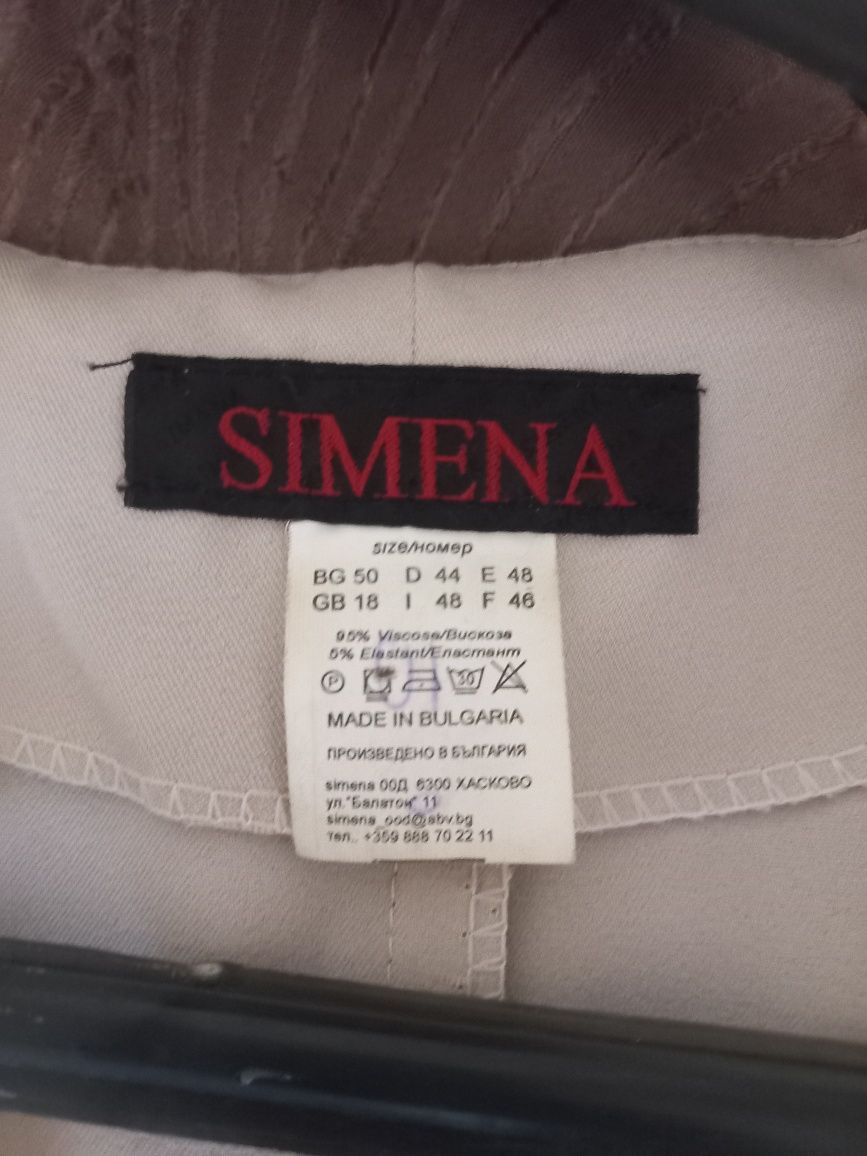 SIMENA
size/номер
BG 50 D 44 E 48
GB 18 I 48 F 46
95% Viscose/Вискоза
5% Elastant/Еластант
P 30
MADE IN BULGARIA
ПРОИЗВЕДЕНО В БЪЛГАРИЯ
simena ООД 6300 ХАСКОВО
ул."Балатон" 11
simena_ood@abv.bg
тел.. +359 888 70 22 11